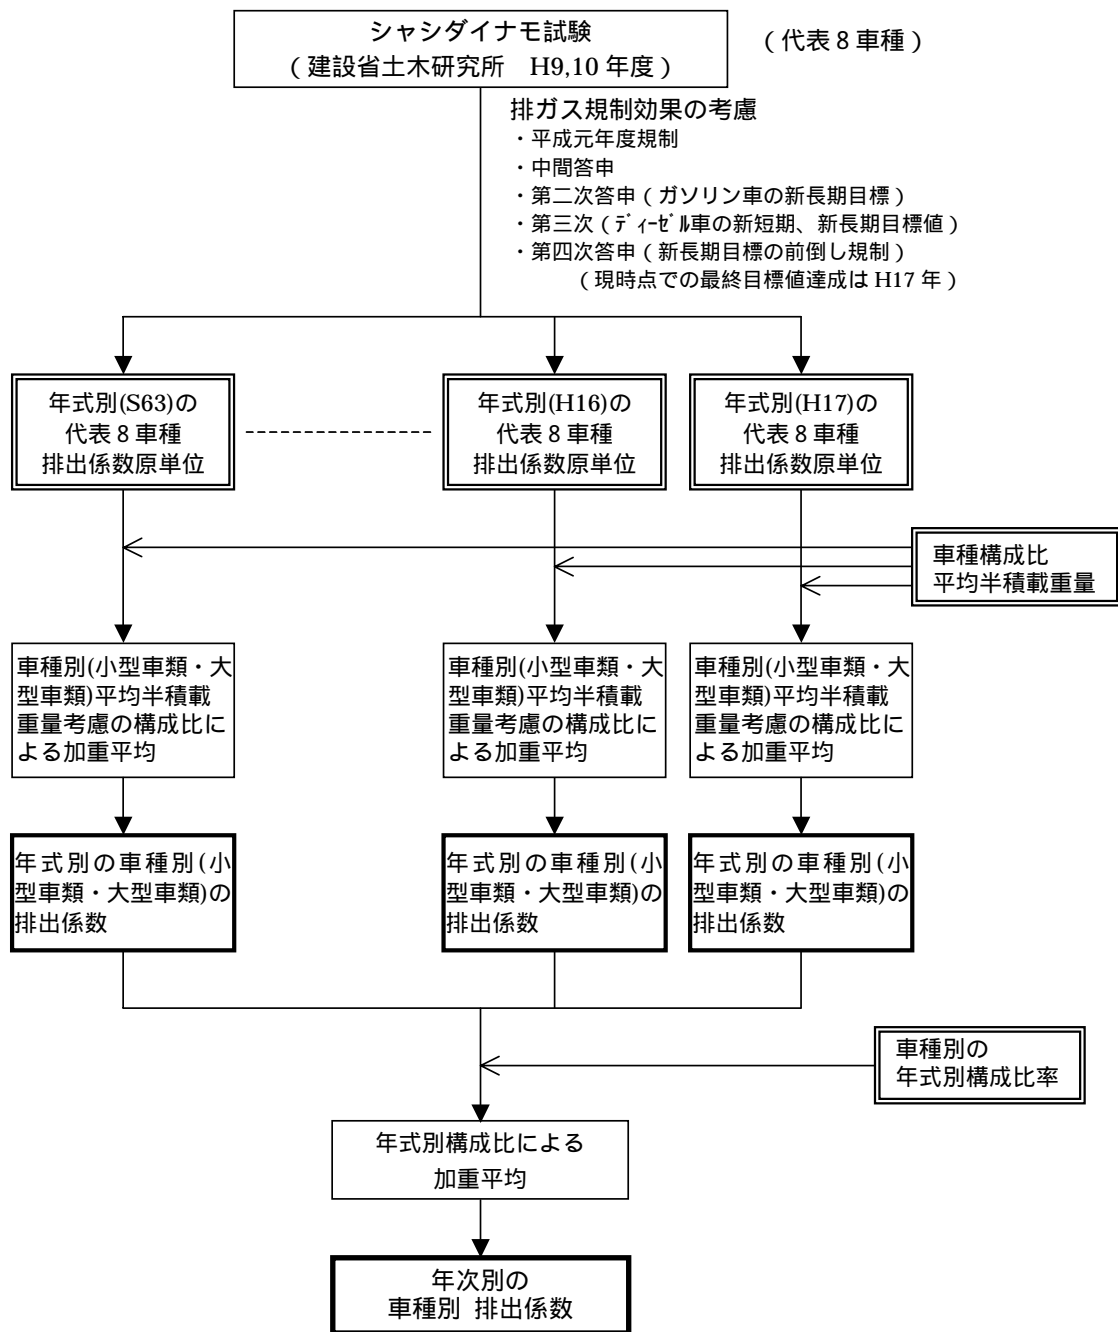 シャシダイナモ試験
（建設省土木研究所　H9,10 年度）
（代表 8 車種）
排ガス規制効果の考慮
・平成元年度規制
・中間答申
・第二次答申（ガソリン車の新長期目標）
・第三次（ﾃﾞｨｰｾﾞﾙ車の新短期、新長期目標値）
・第四次答申（新長期目標の前倒し規制）
（現時点での最終目標値達成は H17 年）
年式別(S63)の
代表 8 車種
排出係数原単位
年式別(H16)の
代表 8 車種
排出係数原単位
年式別(H17)の
代表 8 車種
排出係数原単位
車種構成比
平均半積載重量
車種別(小型車類・大
型車類)平均半積載
重量考慮の構成比に
よる加重平均
車種別(小型車類・大
型車類)平均半積載
重量考慮の構成比に
よる加重平均
車種別(小型車類・大
型車類)平均半積載
重量考慮の構成比に
よる加重平均
年式別の車種別(小
型車類・大型車類)の
排出係数
年式別の車種別(小
型車類・大型車類)の
排出係数
年式別の車種別(小
型車類・大型車類)の
排出係数
車種別の
年式別構成比率
年式別構成比による
加重平均
年次別の
車種別 排出係数